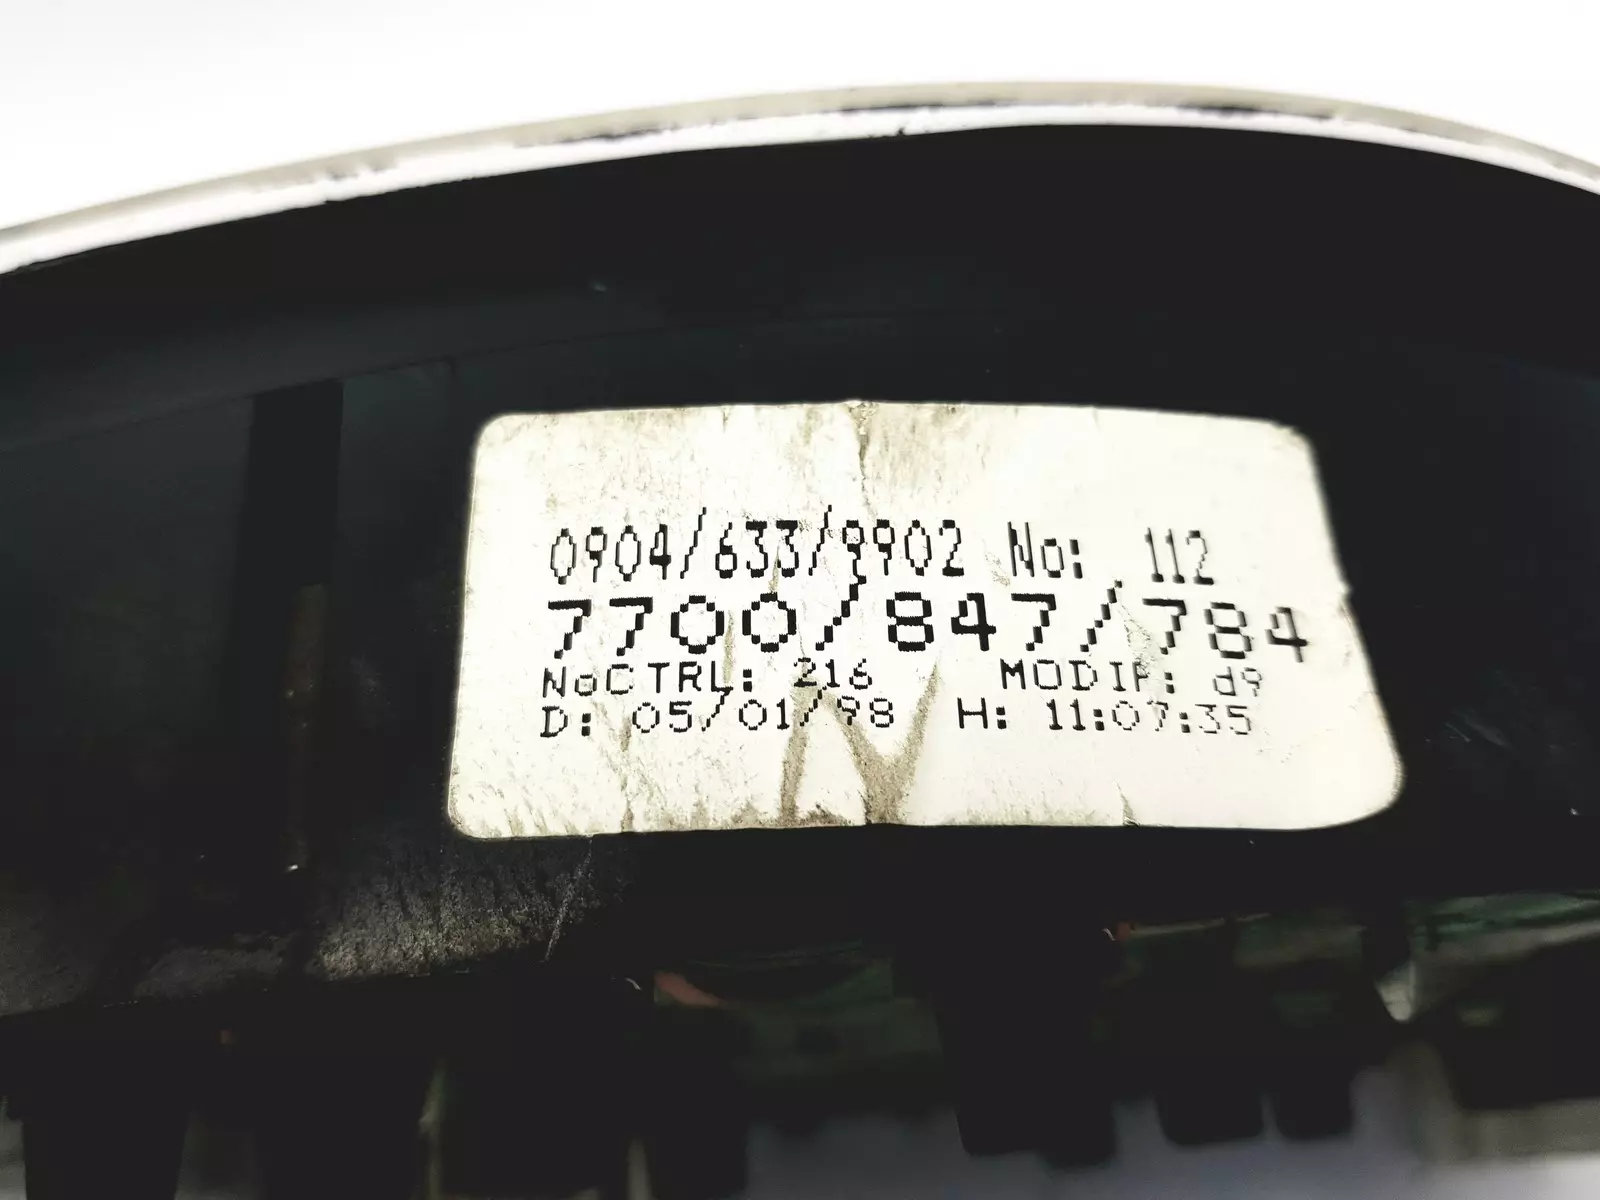 0904/633/9902 No: 112
7700/847/784
NoCTRL: 216 MODIF: d9
D: 05/01/98 H: 11:07:35